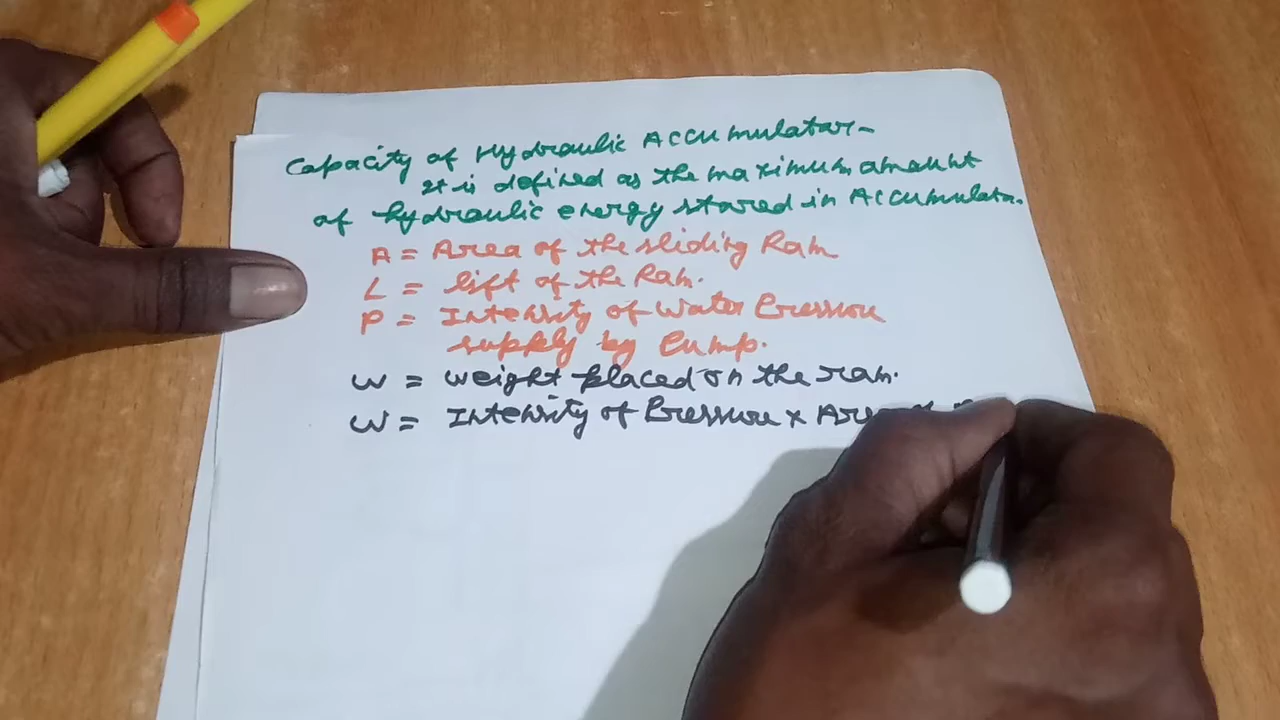 Capacity of Hydraulic Accumulator-
It is defined as the maximum amount
of hydraulic energy stored in Accumulator.
A = Area of the sliding Ram
L = lift of the Ram.
P = Intensity of Water Pressure
supply by Pump.
W = weight placed on the ram.
W = Intensity of Pressure x Area of